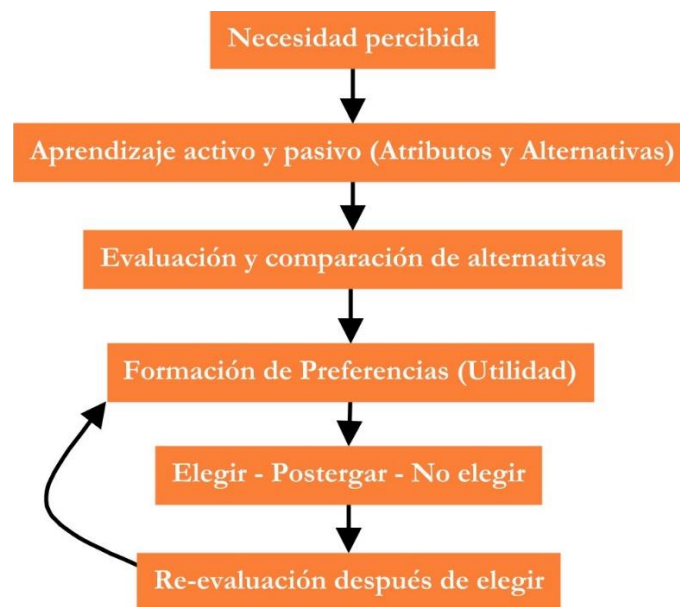 Necesidad percibida
Aprendizaje activo y pasivo (Atributos y Alternativas)
Evaluación y comparación de alternativas
Formación de Preferencias (Utilidad)
Elegir - Postergar - No elegir
Re-evaluación después de elegir